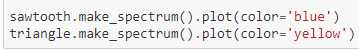 sawtooth.make_spectrum().plot(color='blue')
triangle.make_spectrum().plot(color='yellow')